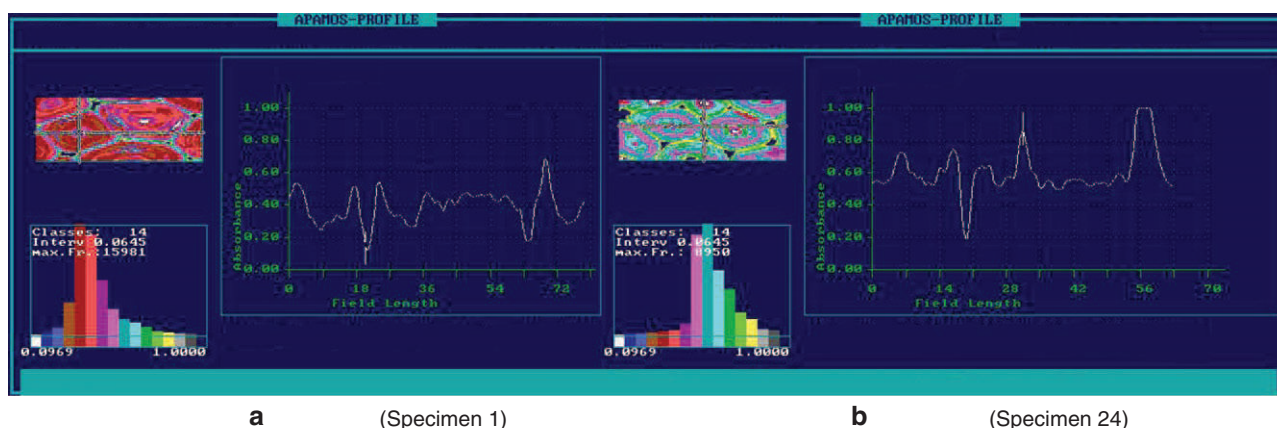 APAMOS-PROFILE
Classes: 14
Interv 0.0645
max.Fr.:15981
0.0969 1.0000
Absorbance
1.00
0.80
0.60
0.40
0.20
0.00
0 18 36 54 72
Field Length
APAMOS-PROFILE
Classes: 14
Interv 0.0645
max.Fr.: 8950
0.0969 1.0000
Absorbance
1.00
0.80
0.60
0.40
0.20
0.00
0 14 28 42 56 70
Field Length
a (Specimen 1)
b (Specimen 24)